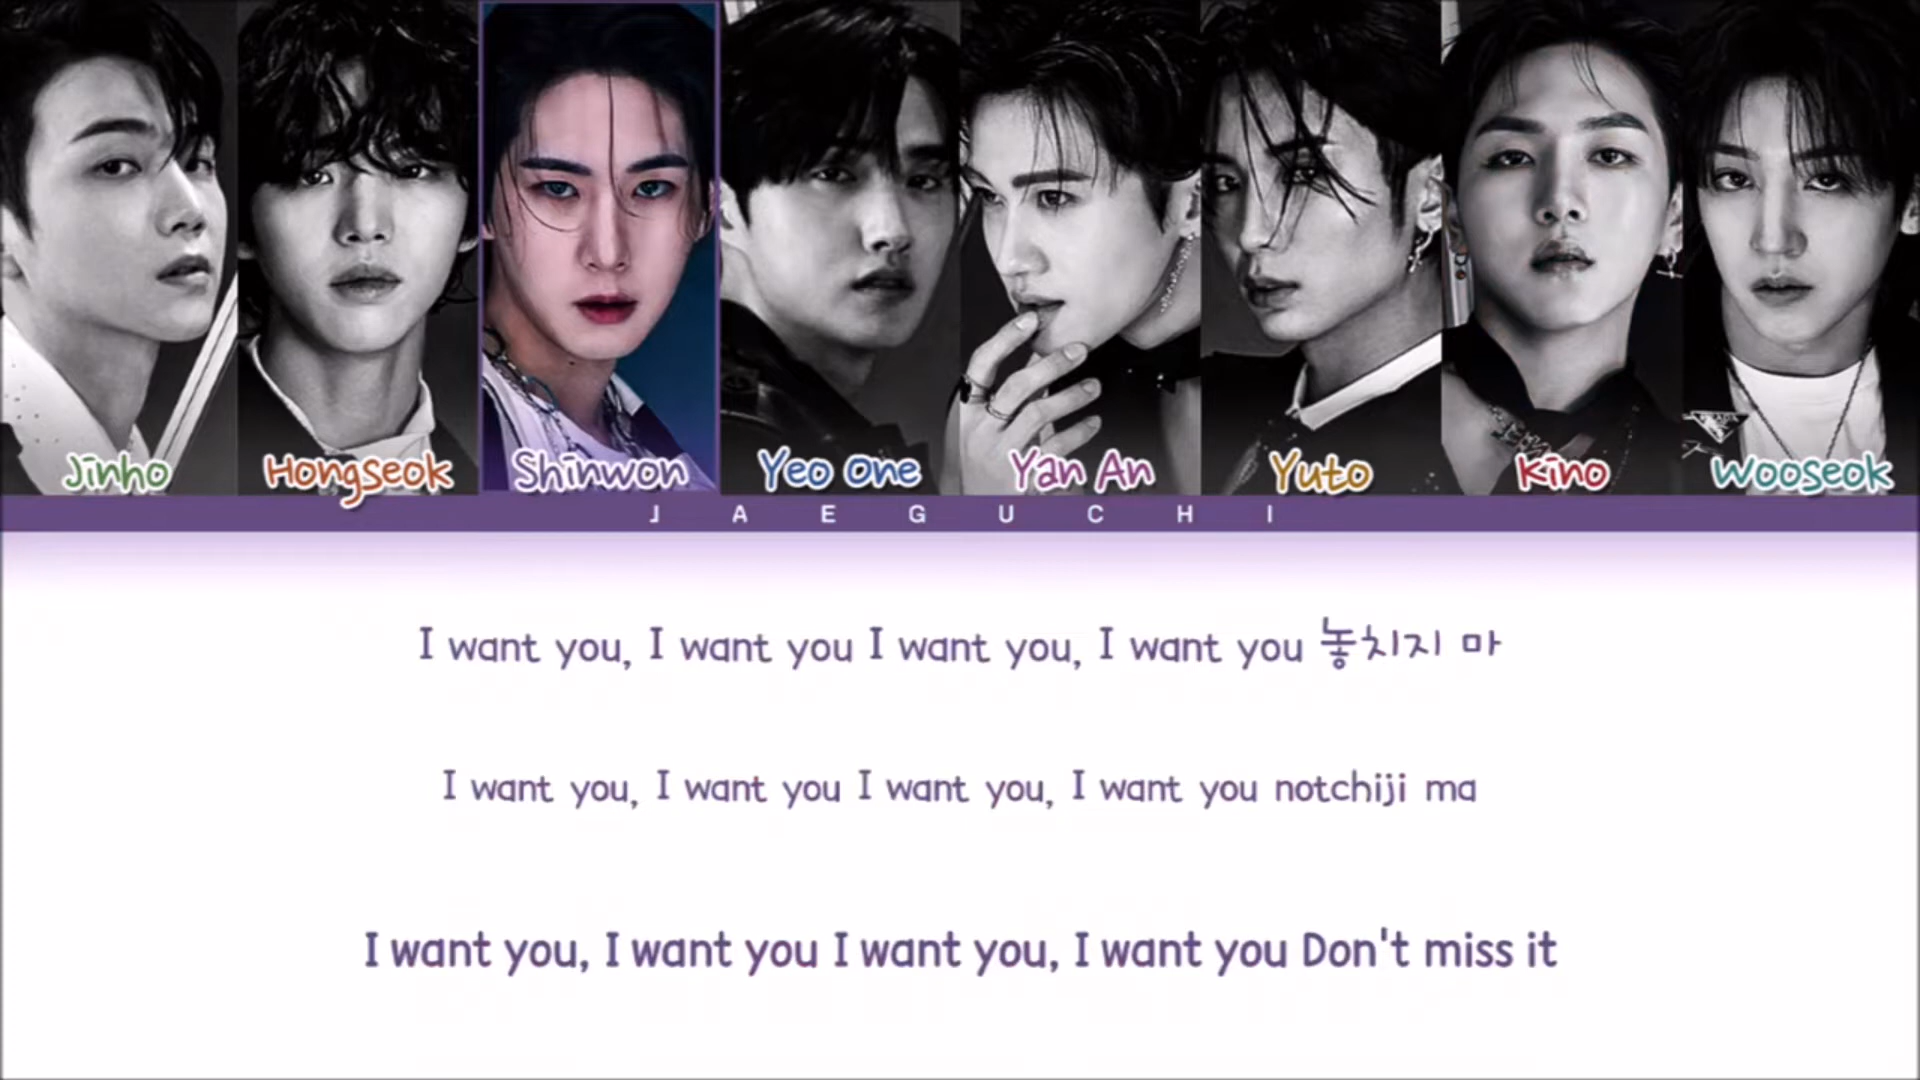 Jinho Hongseok Shinwon Yeo One Yan An Yuto Kino Wooseok
JAEGUCHI
I want you, I want you I want you, I want you 놓치지 마
I want you, I want you I want you, I want you notchiji ma
I want you, I want you I want you, I want you Don't miss it